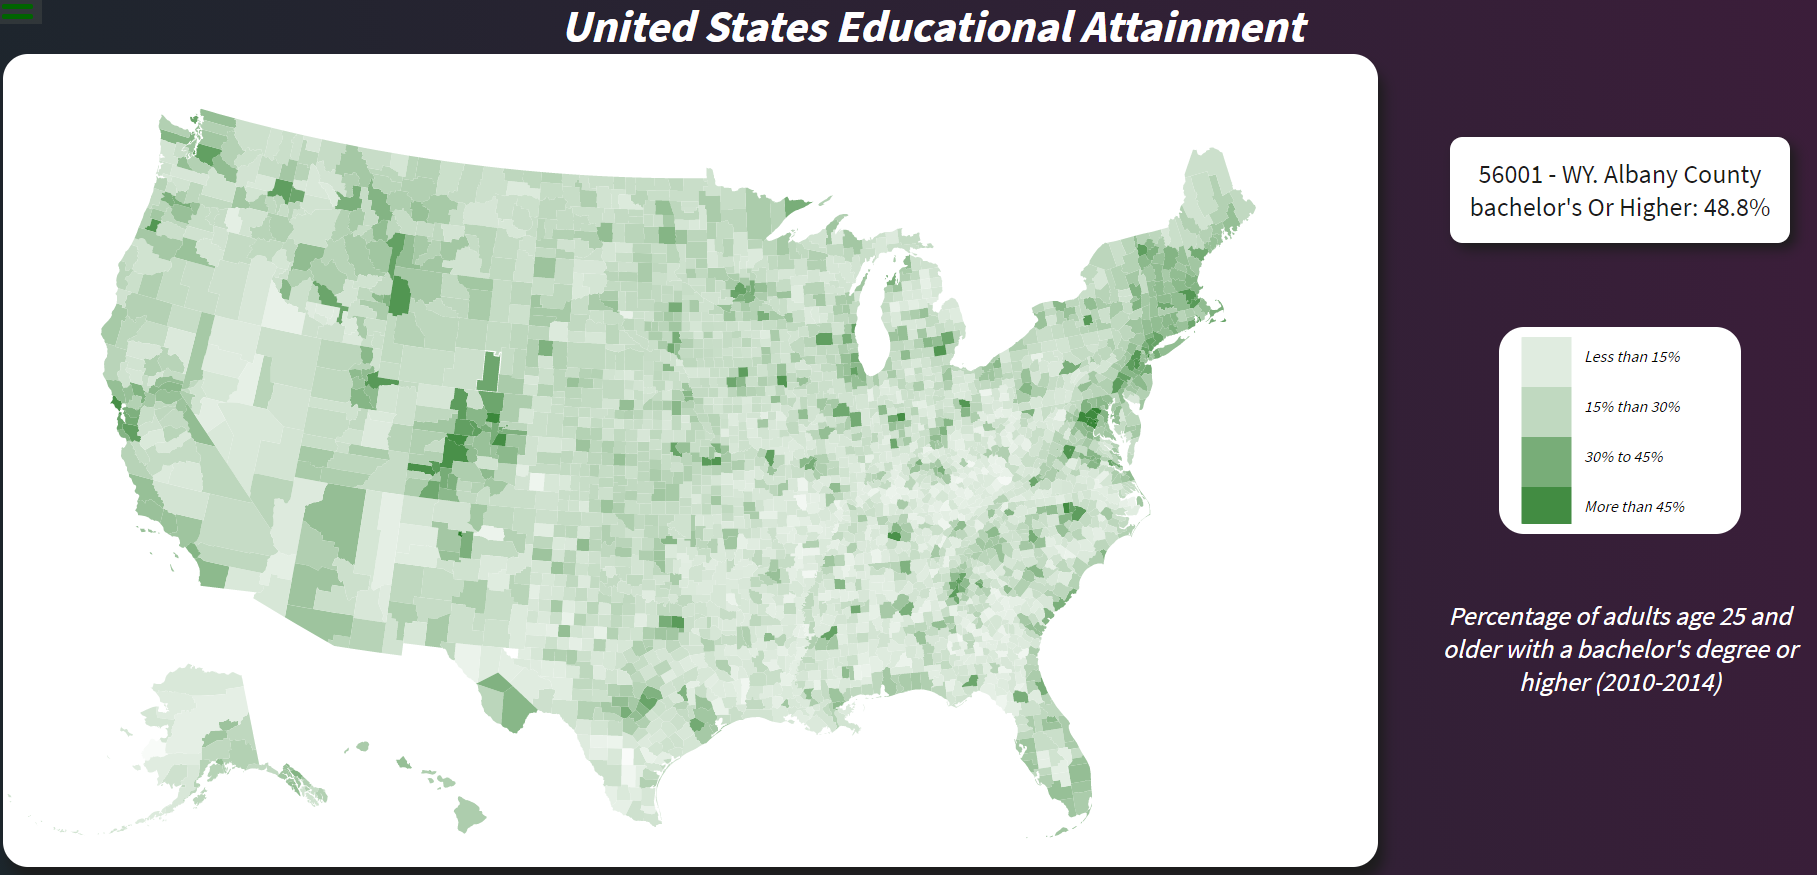 United States Educational Attainment
56001 - WY. Albany County
bachelor's Or Higher: 48.8%
Less than 15%
15% than 30%
30% to 45%
More than 45%
Percentage of adults age 25 and
older with a bachelor's degree or
higher (2010-2014)